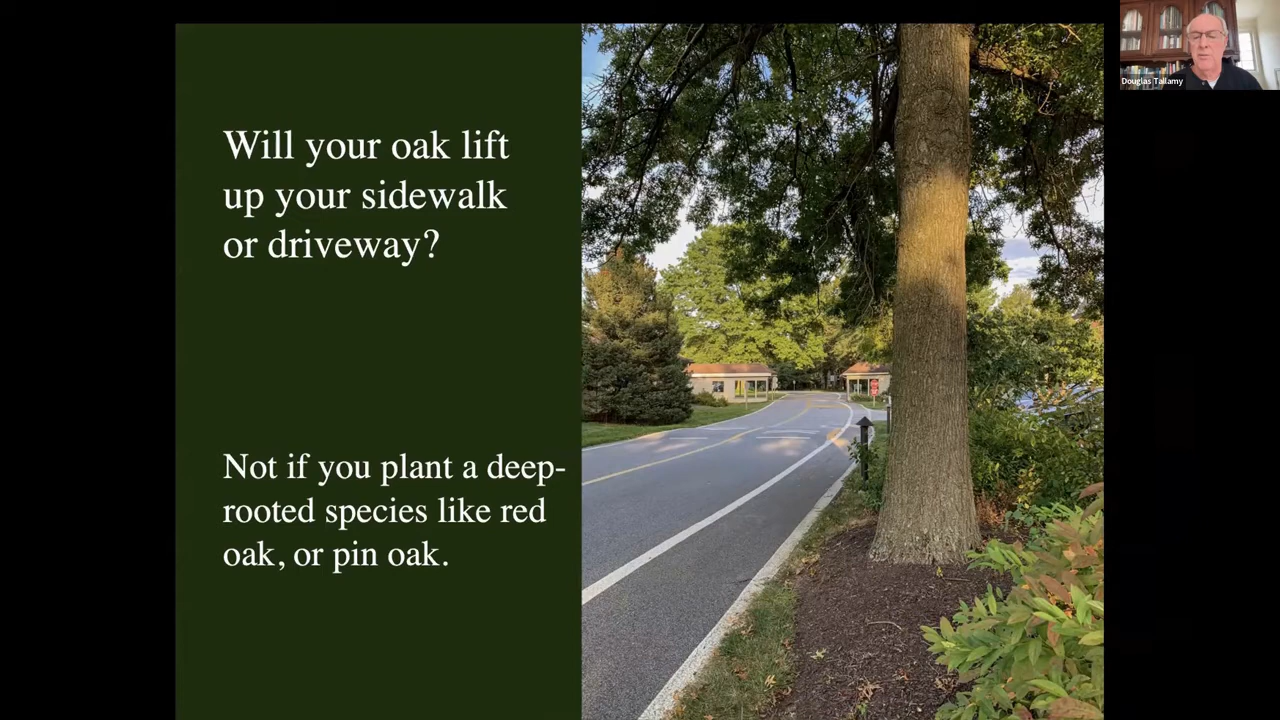 Will your oak lift
up your sidewalk
or driveway?
Not if you plant a deep-
rooted species like red
oak, or pin oak.
Douglas Tallamy